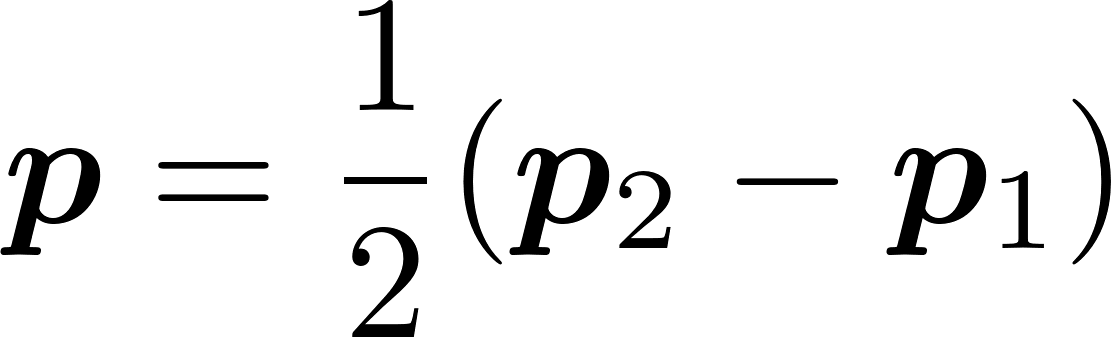 𝒑 = 1/2 (𝒑₂ − 𝒑₁)